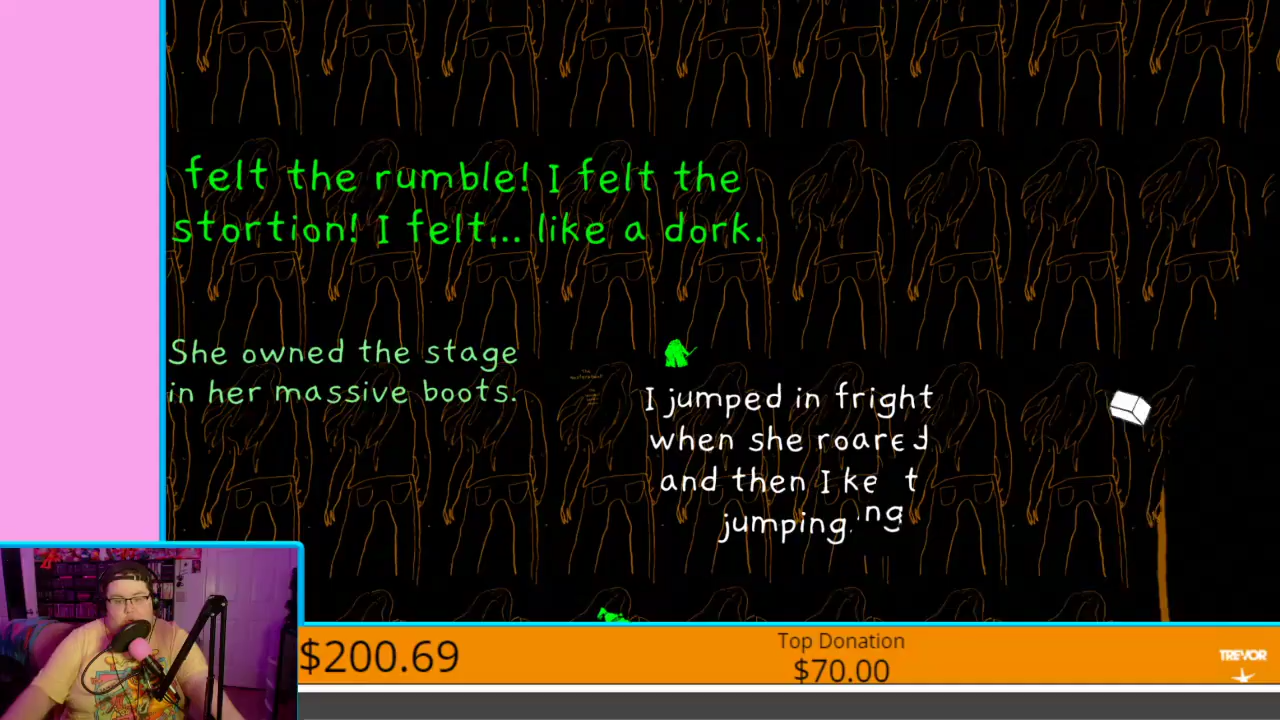 felt the rumble! I felt the
stortion! I felt... like a dork.
She owned the stage
in her massive boots.
I jumped in fright
when she roared
and then I ke t
jumping. ng
$200.69
Top Donation
$70.00
TREVOR